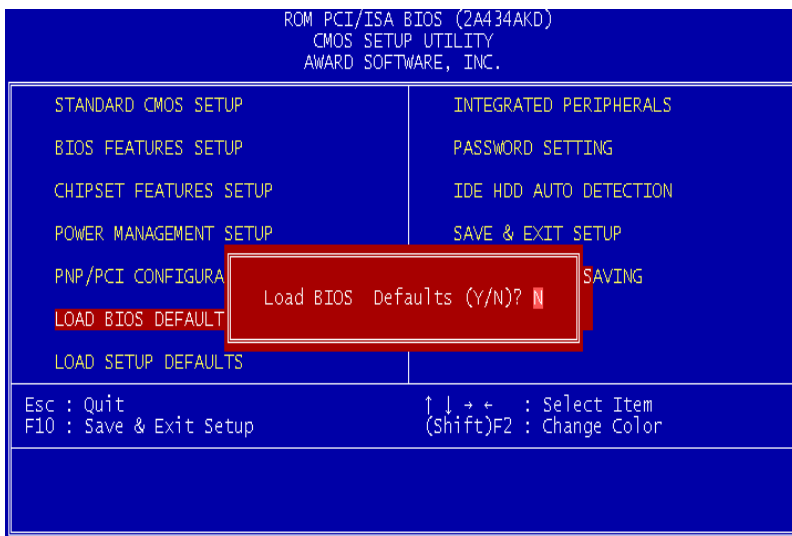 ROM PCI/ISA BIOS (2A434AKD)
CMOS SETUP UTILITY
AWARD SOFTWARE, INC.
STANDARD CMOS SETUP
BIOS FEATURES SETUP
CHIPSET FEATURES SETUP
POWER MANAGEMENT SETUP
PNP/PCI CONFIGURA
LOAD BIOS DEFAULT
LOAD SETUP DEFAULTS
INTEGRATED PERIPHERALS
PASSWORD SETTING
IDE HDD AUTO DETECTION
SAVE & EXIT SETUP
SAVING
Load BIOS Defaults (Y/N)? N
Esc : Quit
F10 : Save & Exit Setup
↑ ↓ → ← : Select Item
(Shift)F2 : Change Color